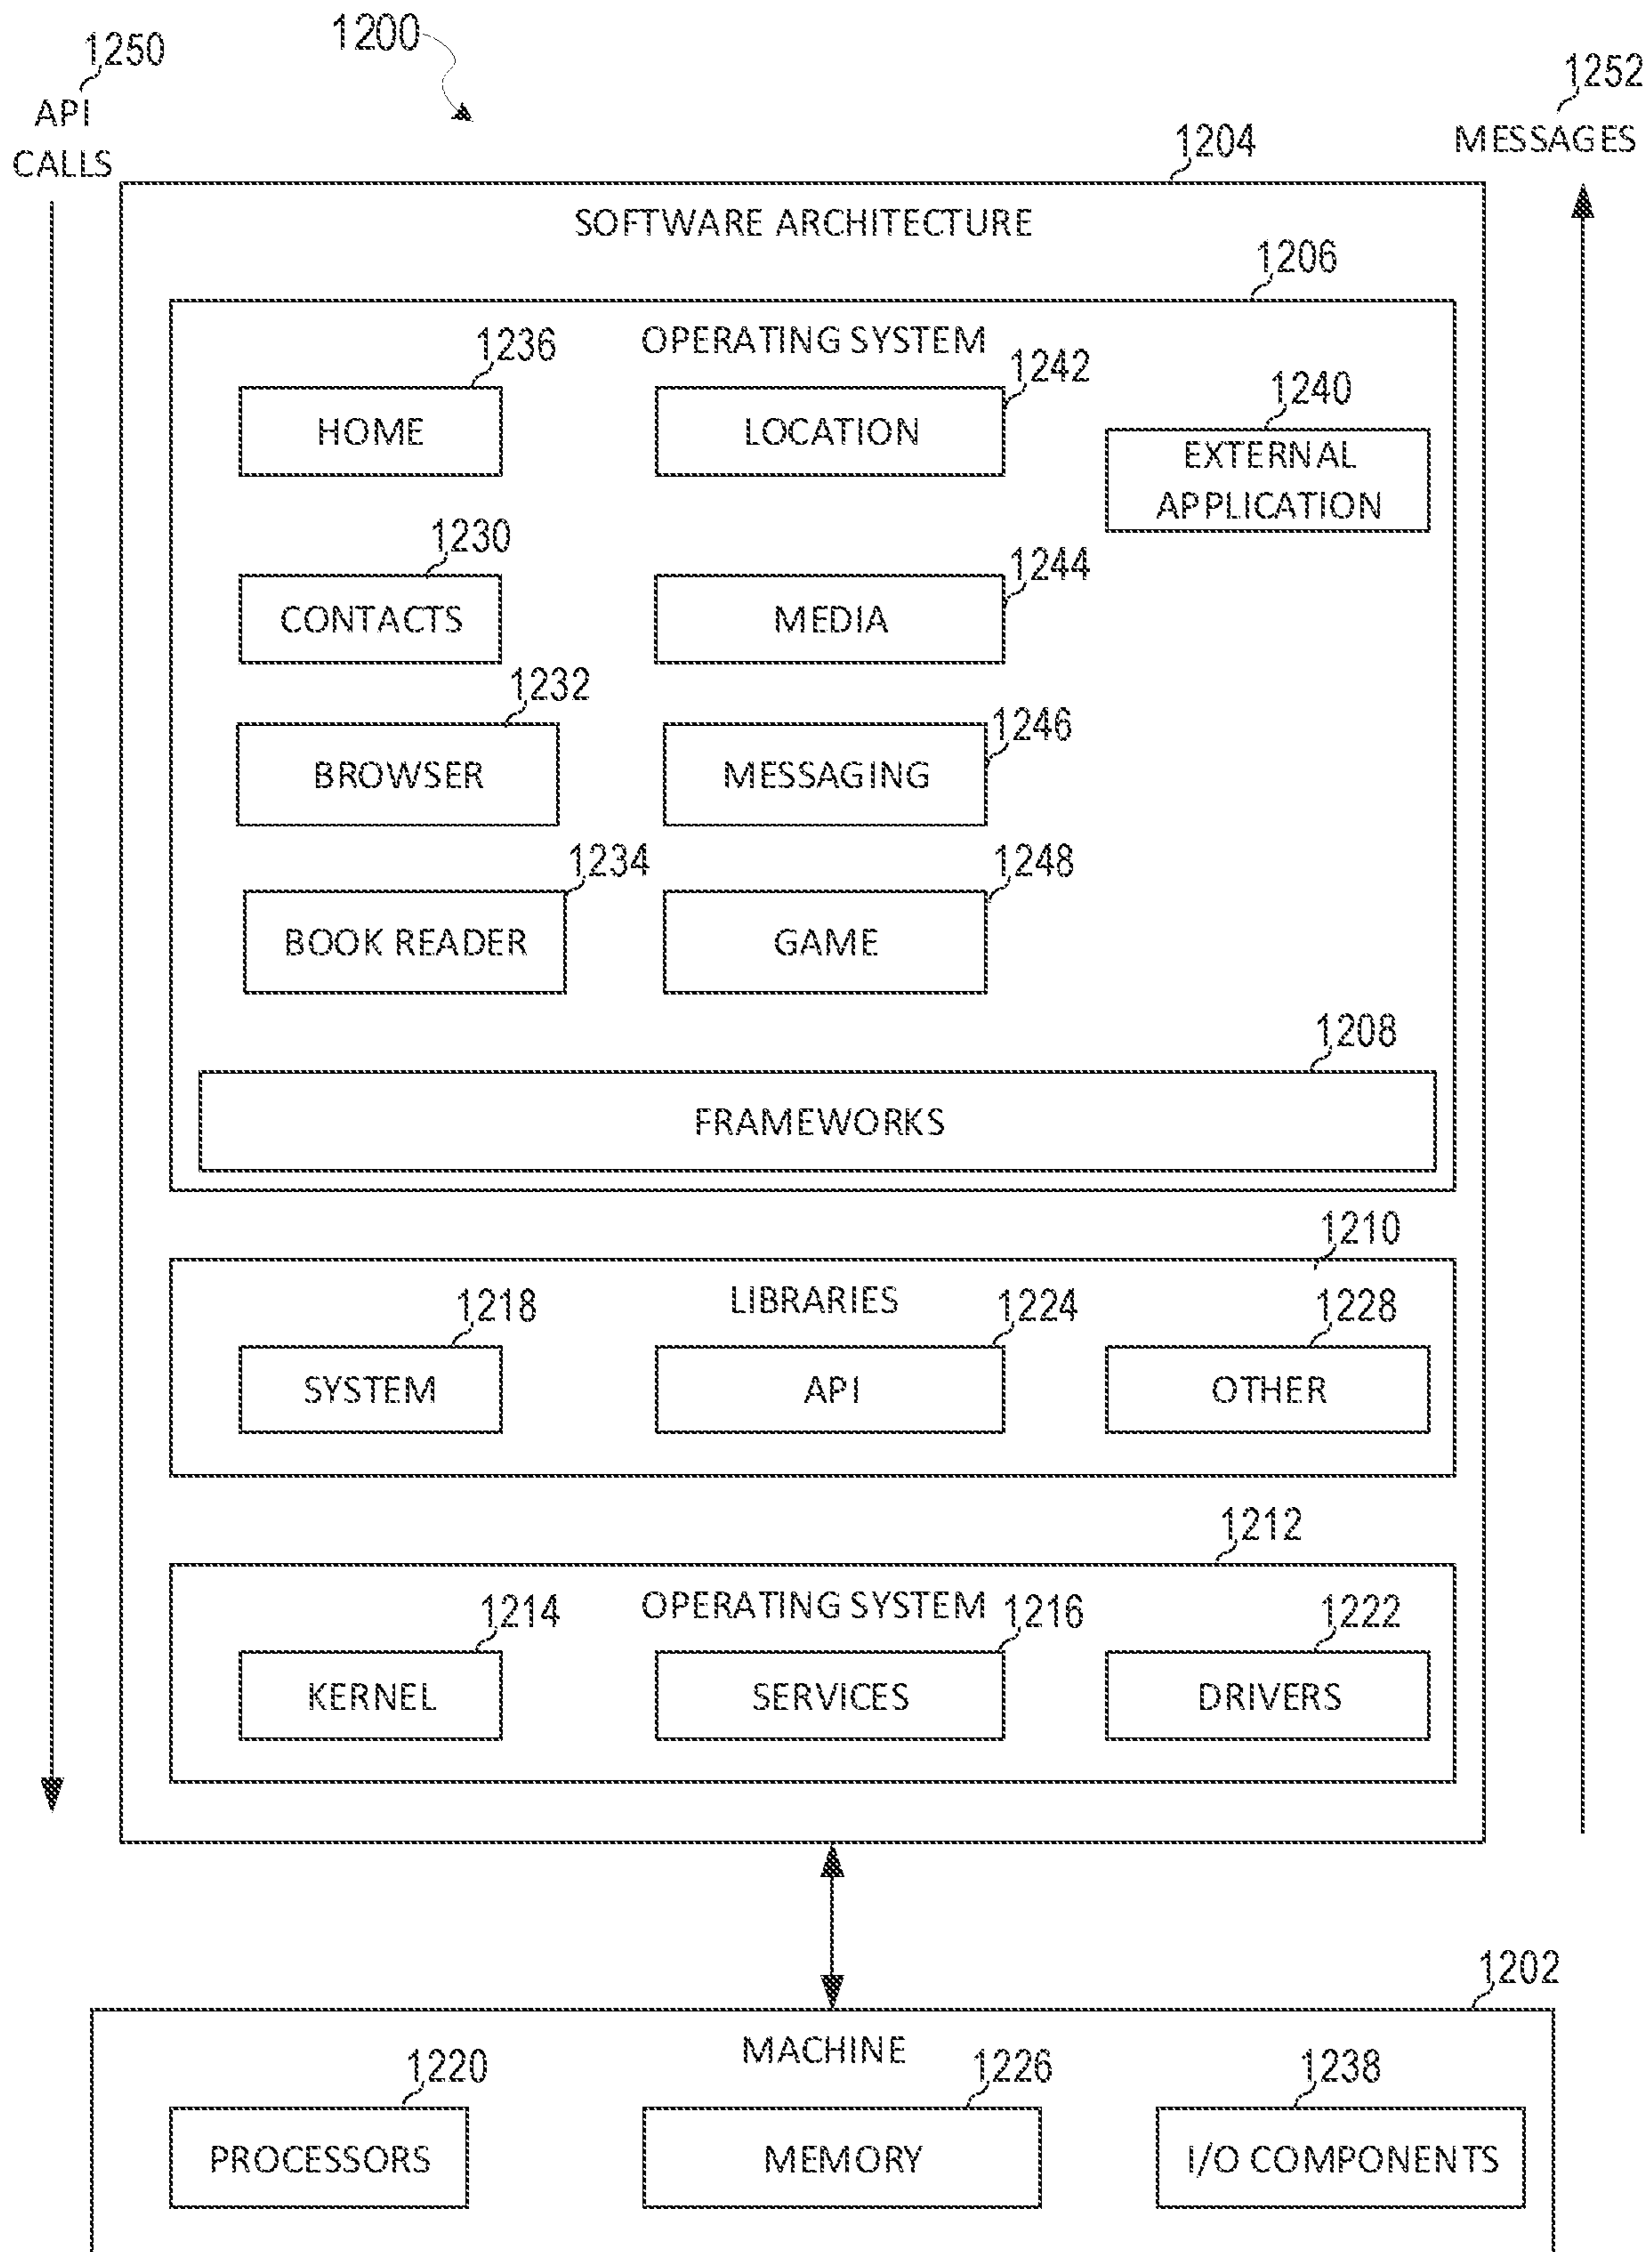 1250
1200
1252
API
CALLS
MESSAGES
1204
SOFTWARE ARCHITECTURE
1206
OPERATING SYSTEM
1236
1242
1240
HOME
LOCATION
EXTERNAL
APPLICATION
1230
1244
CONTACTS
MEDIA
1232
1246
BROWSER
MESSAGING
1234
1248
BOOK READER
GAME
1208
FRAMEWORKS
1210
LIBRARIES
1218
1224
1228
SYSTEM
API
OTHER
1212
OPERATING SYSTEM
1214
1216
1222
KERNEL
SERVICES
DRIVERS
1202
MACHINE
1220
1226
1238
PROCESSORS
MEMORY
I/O COMPONENTS